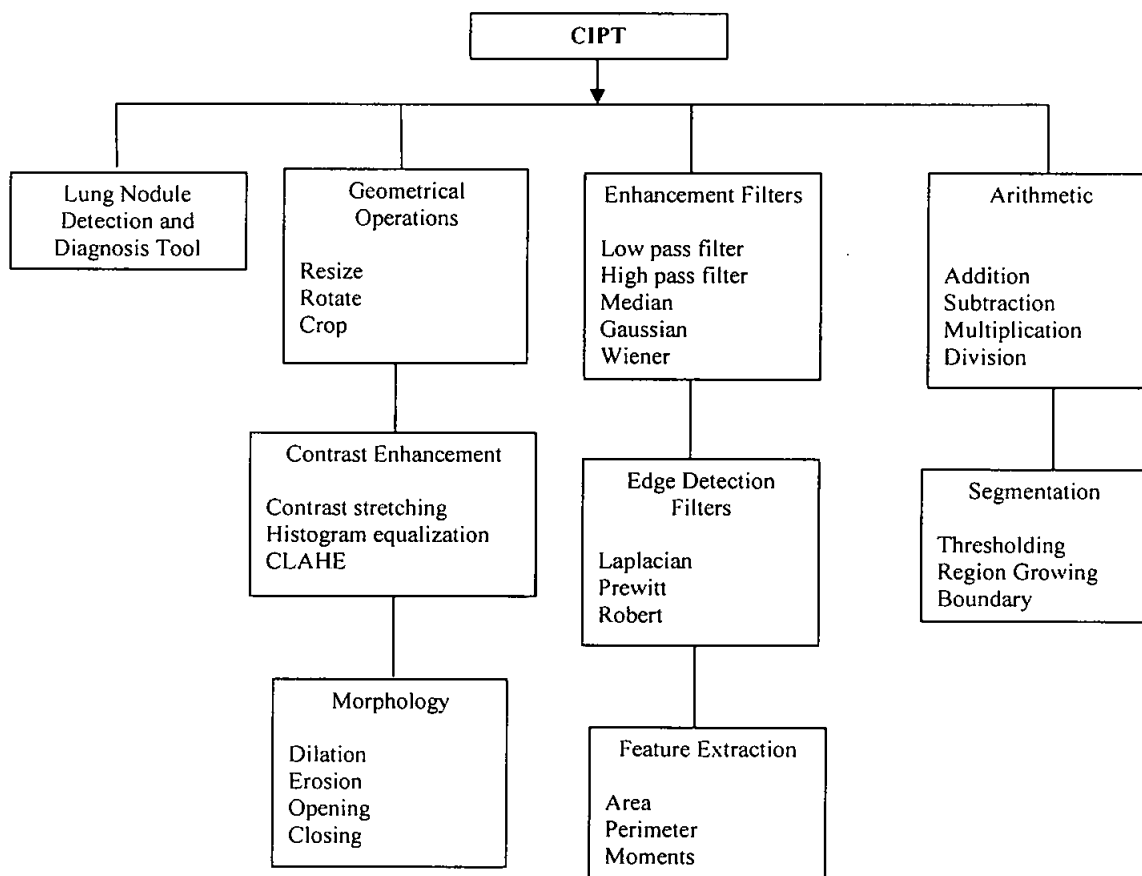 CIPT
Lung Nodule
Detection and
Diagnosis Tool
Geometrical
Operations
Resize
Rotate
Crop
Enhancement Filters
Low pass filter
High pass filter
Median
Gaussian
Wiener
Arithmetic
Addition
Subtraction
Multiplication
Division
Contrast Enhancement
Contrast stretching
Histogram equalization
CLAHE
Edge Detection
Filters
Laplacian
Prewitt
Robert
Segmentation
Thresholding
Region Growing
Boundary
Morphology
Dilation
Erosion
Opening
Closing
Feature Extraction
Area
Perimeter
Moments